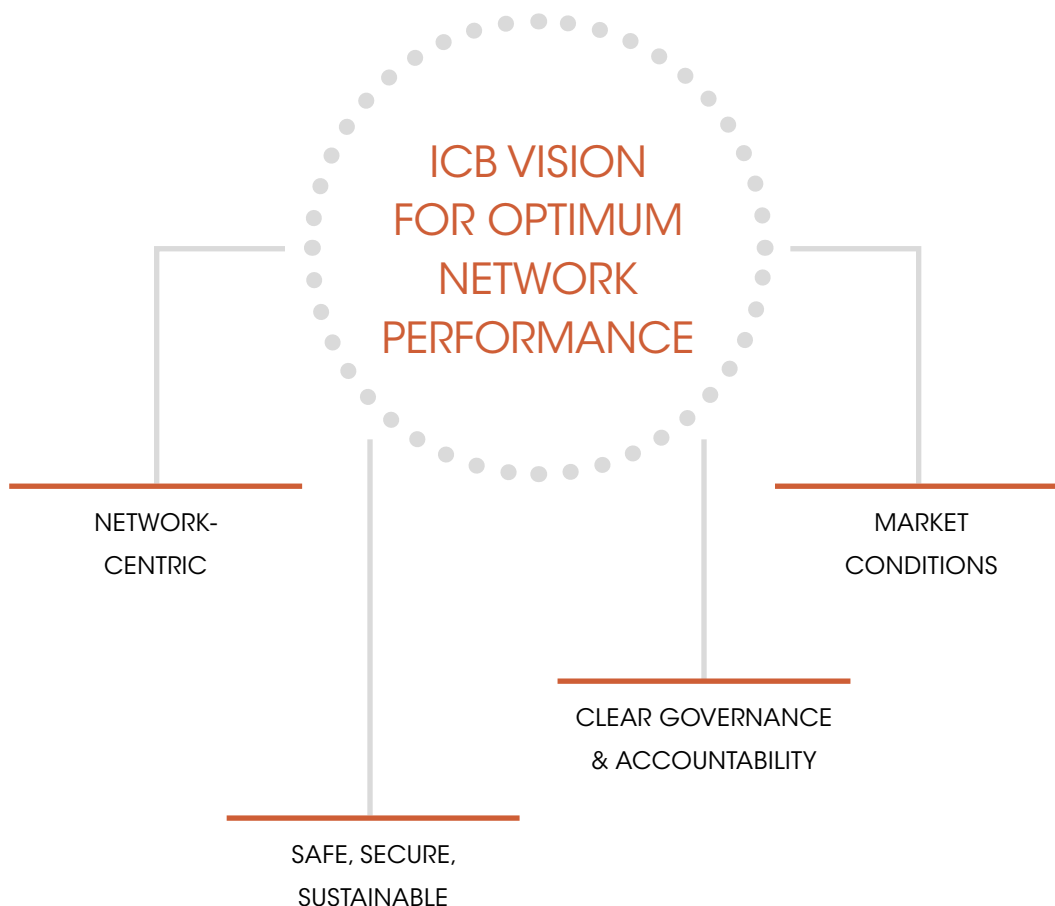 ICB VISION
FOR OPTIMUM
NETWORK
PERFORMANCE
NETWORK-
CENTRIC
SAFE, SECURE,
SUSTAINABLE
CLEAR GOVERNANCE
& ACCOUNTABILITY
MARKET
CONDITIONS